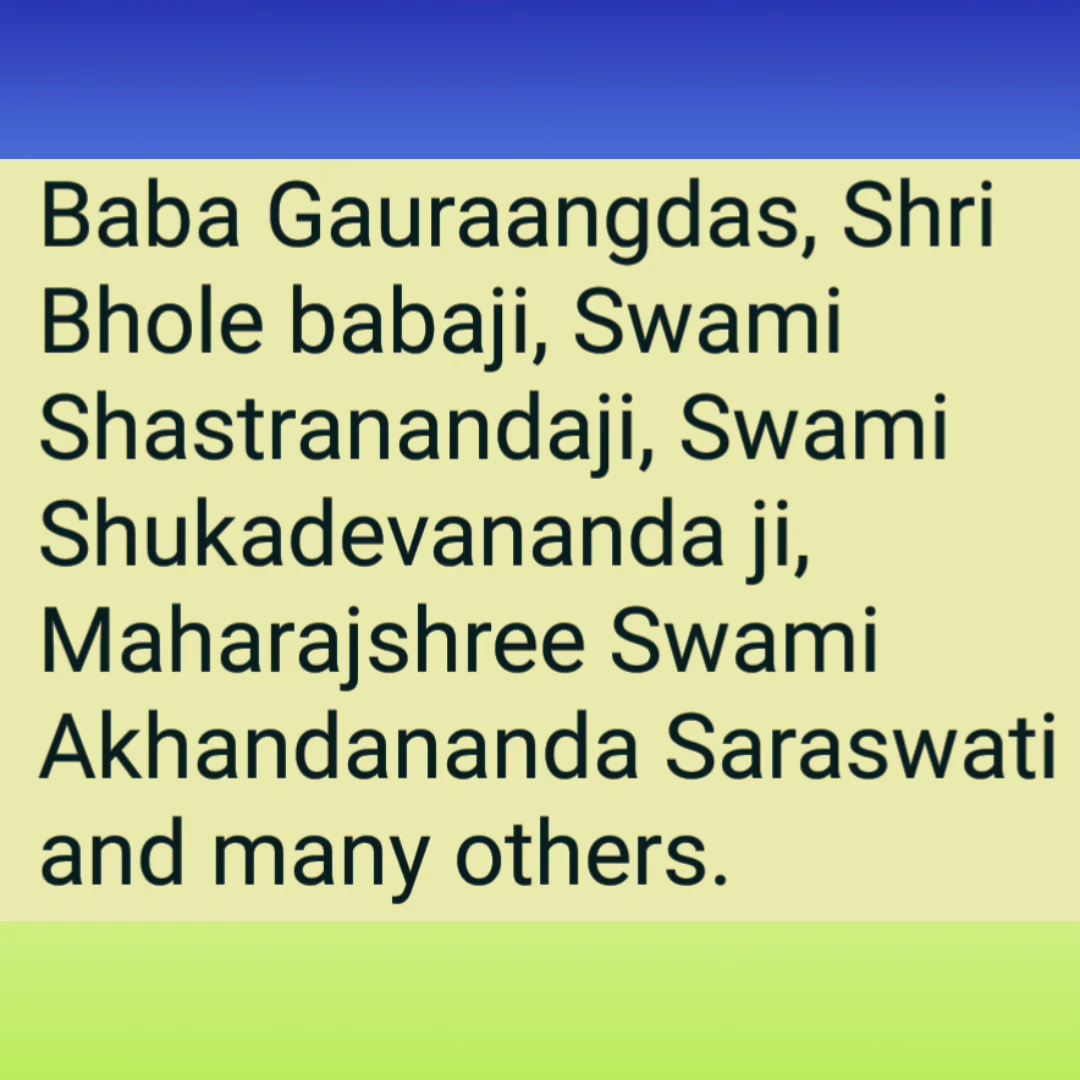 Baba Gauraangdas, Shri
Bhole babaji, Swami
Shastranandaji, Swami
Shukadevananda ji,
Maharajshree Swami
Akhandananda Saraswati
and many others.